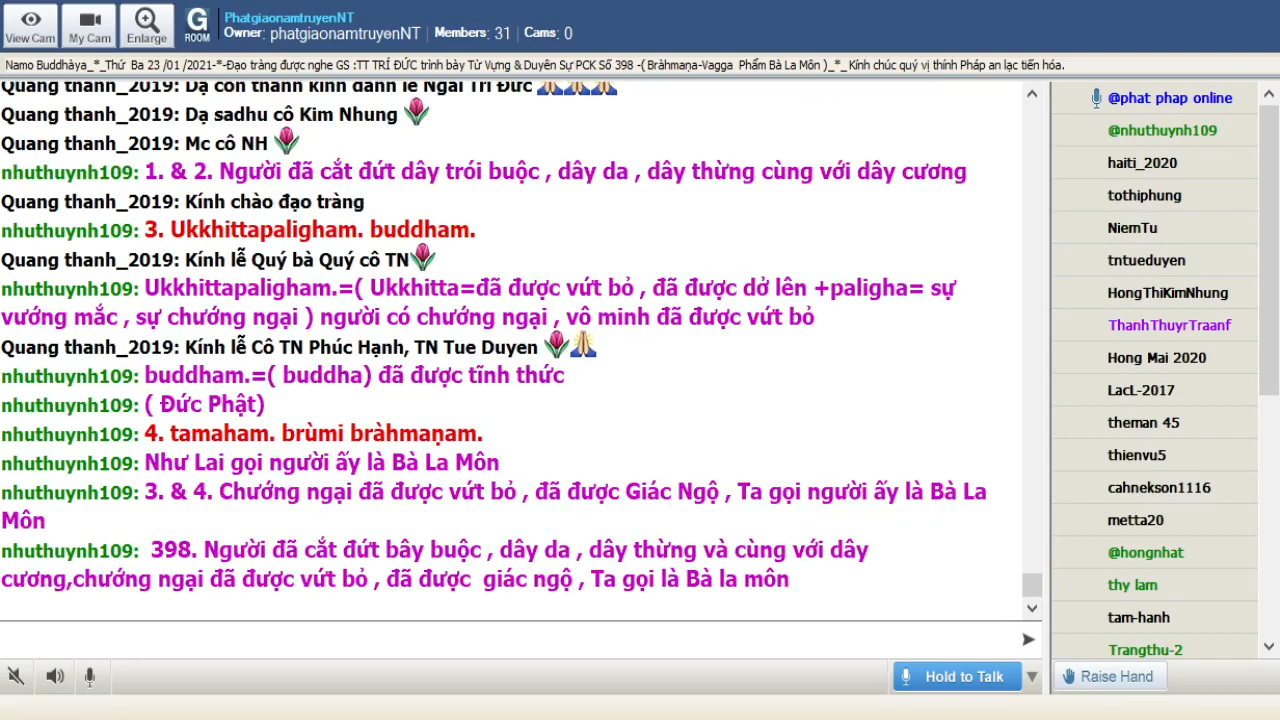 View Cam
My Cam
Enlarge
G
ROOM
PhatgiaonamtruyenNT
Owner: phatgiaonamtruyenNT | Members: 31 | Cams: 0
Namo Buddhàya_*_Thứ Ba 23 /01 /2021-*-Đạo tràng được nghe GS :TT TRÍ ĐỨC trình bày Từ Vựng & Duyên Sự PCK Số 398 -( Bràhmaṇa-Vagga Phẩm Bà La Môn )_*_ Kính chúc quý vị thính Pháp an lạc tiến hóa.
Quang thanh_2019: Dạ con thành kính đảnh lễ Ngài Trí Đức
Quang thanh_2019: Dạ sadhu cô Kim Nhung
Quang thanh_2019: Mc cô NH
nhuthuynh109: 1. & 2. Người đã cắt đứt dây trói buộc , dây da , dây thừng cùng với dây cương
Quang thanh_2019: Kính chào đạo tràng
nhuthuynh109: 3. Ukkhittapaligham. buddham.
Quang thanh_2019: Kính lễ Quý bà Quý cô TN
nhuthuynh109: Ukkhittapaligham.=( Ukkhitta=đã được vứt bỏ , đã được dở lên +paligha= sự
vướng mắc , sự chướng ngại ) người có chướng ngại , vô minh đã được vứt bỏ
Quang thanh_2019: Kính lễ Cô TN Phúc Hạnh, TN Tue Duyen
nhuthuynh109: buddham.=( buddha) đã được tĩnh thức
nhuthuynh109: ( Đức Phật)
nhuthuynh109: 4. tamaham. brùmi bràhmaṇam.
nhuthuynh109: Như Lai gọi người ấy là Bà La Môn
nhuthuynh109: 3. & 4. Chướng ngại đã được vứt bỏ , đã được Giác Ngộ , Ta gọi người ấy là Bà La
Môn
nhuthuynh109: 398. Người đã cắt đứt bây buộc , dây da , dây thừng và cùng với dây
cương,chướng ngại đã được vứt bỏ , đã được giác ngộ , Ta gọi là Bà la môn
Hold to Talk
@phat phap online
@nhuthuynh109
haiti_2020
tothiphung
NiemTu
tntueduyen
HongThiKimNhung
ThanhThuyrTraanf
Hong Mai 2020
LacL-2017
theman 45
thienvu5
cahnekson1116
metta20
@hongnhat
thy lam
tam-hanh
Trangthu-2
Raise Hand